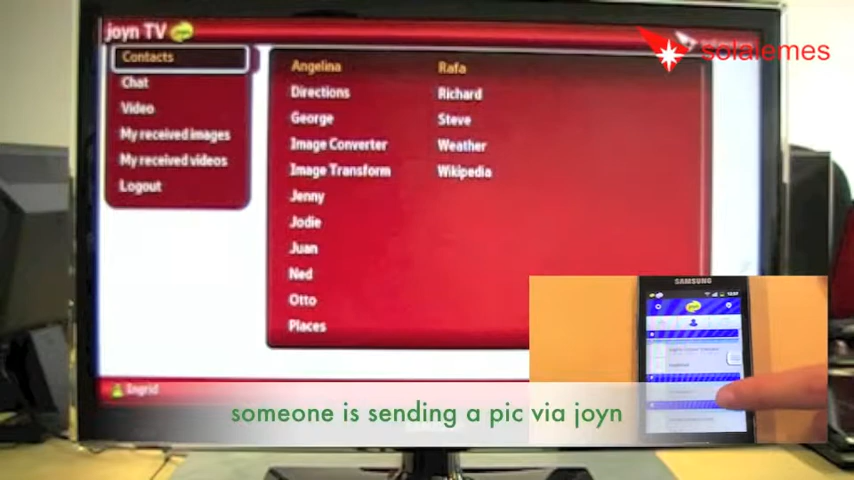 joyn TV
solaiemes
Contacts
Chat
Video
My received images
My received videos
Logout
Angelina
Directions
George
Image Converter
Image Transform
Jenny
Jodie
Juan
Ned
Otto
Places
Rafa
Richard
Steve
Weather
Wikipedia
SAMSUNG
Ingrid
someone is sending a pic via joyn